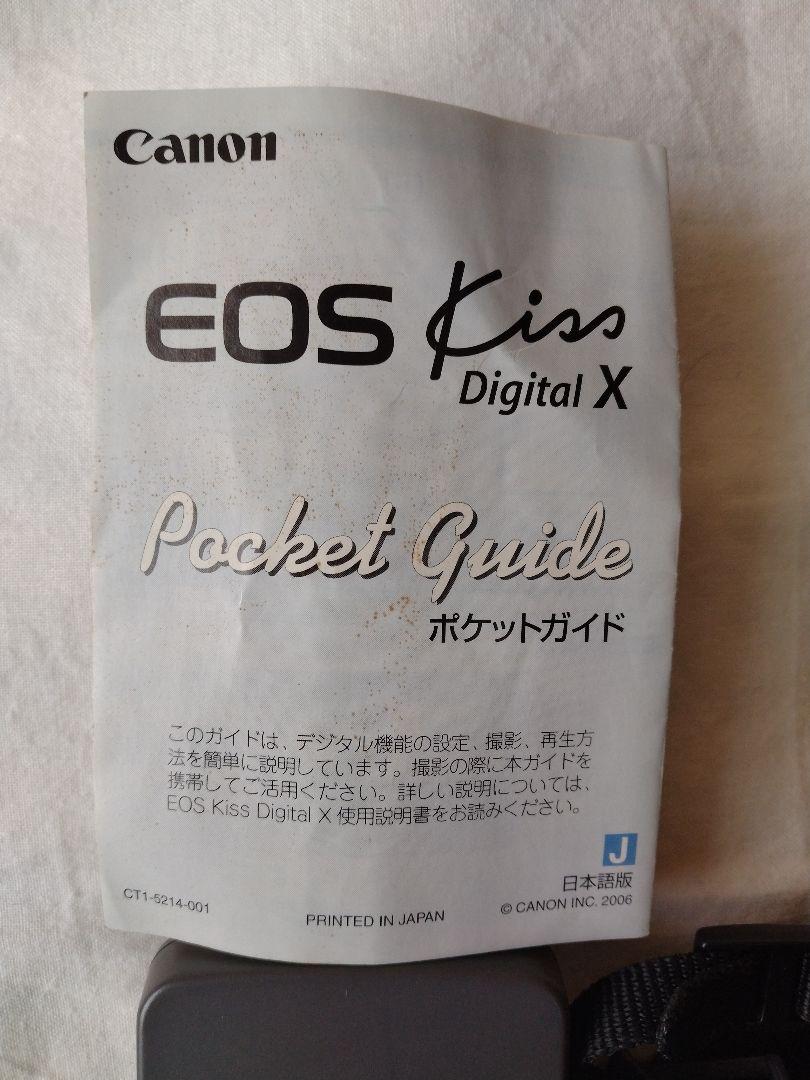 Canon
EOS Kiss
Digital X
Pocket Guide
ポケットガイド
このガイドは、デジタル機能の設定、撮影、再生方
法を簡単に説明しています。撮影の際に本ガイドを
携帯してご活用ください。詳しい説明については、
EOS Kiss Digital X 使用説明書をお読みください。
J
日本語版
CT1-5214-001
PRINTED IN JAPAN
© CANON INC. 2006